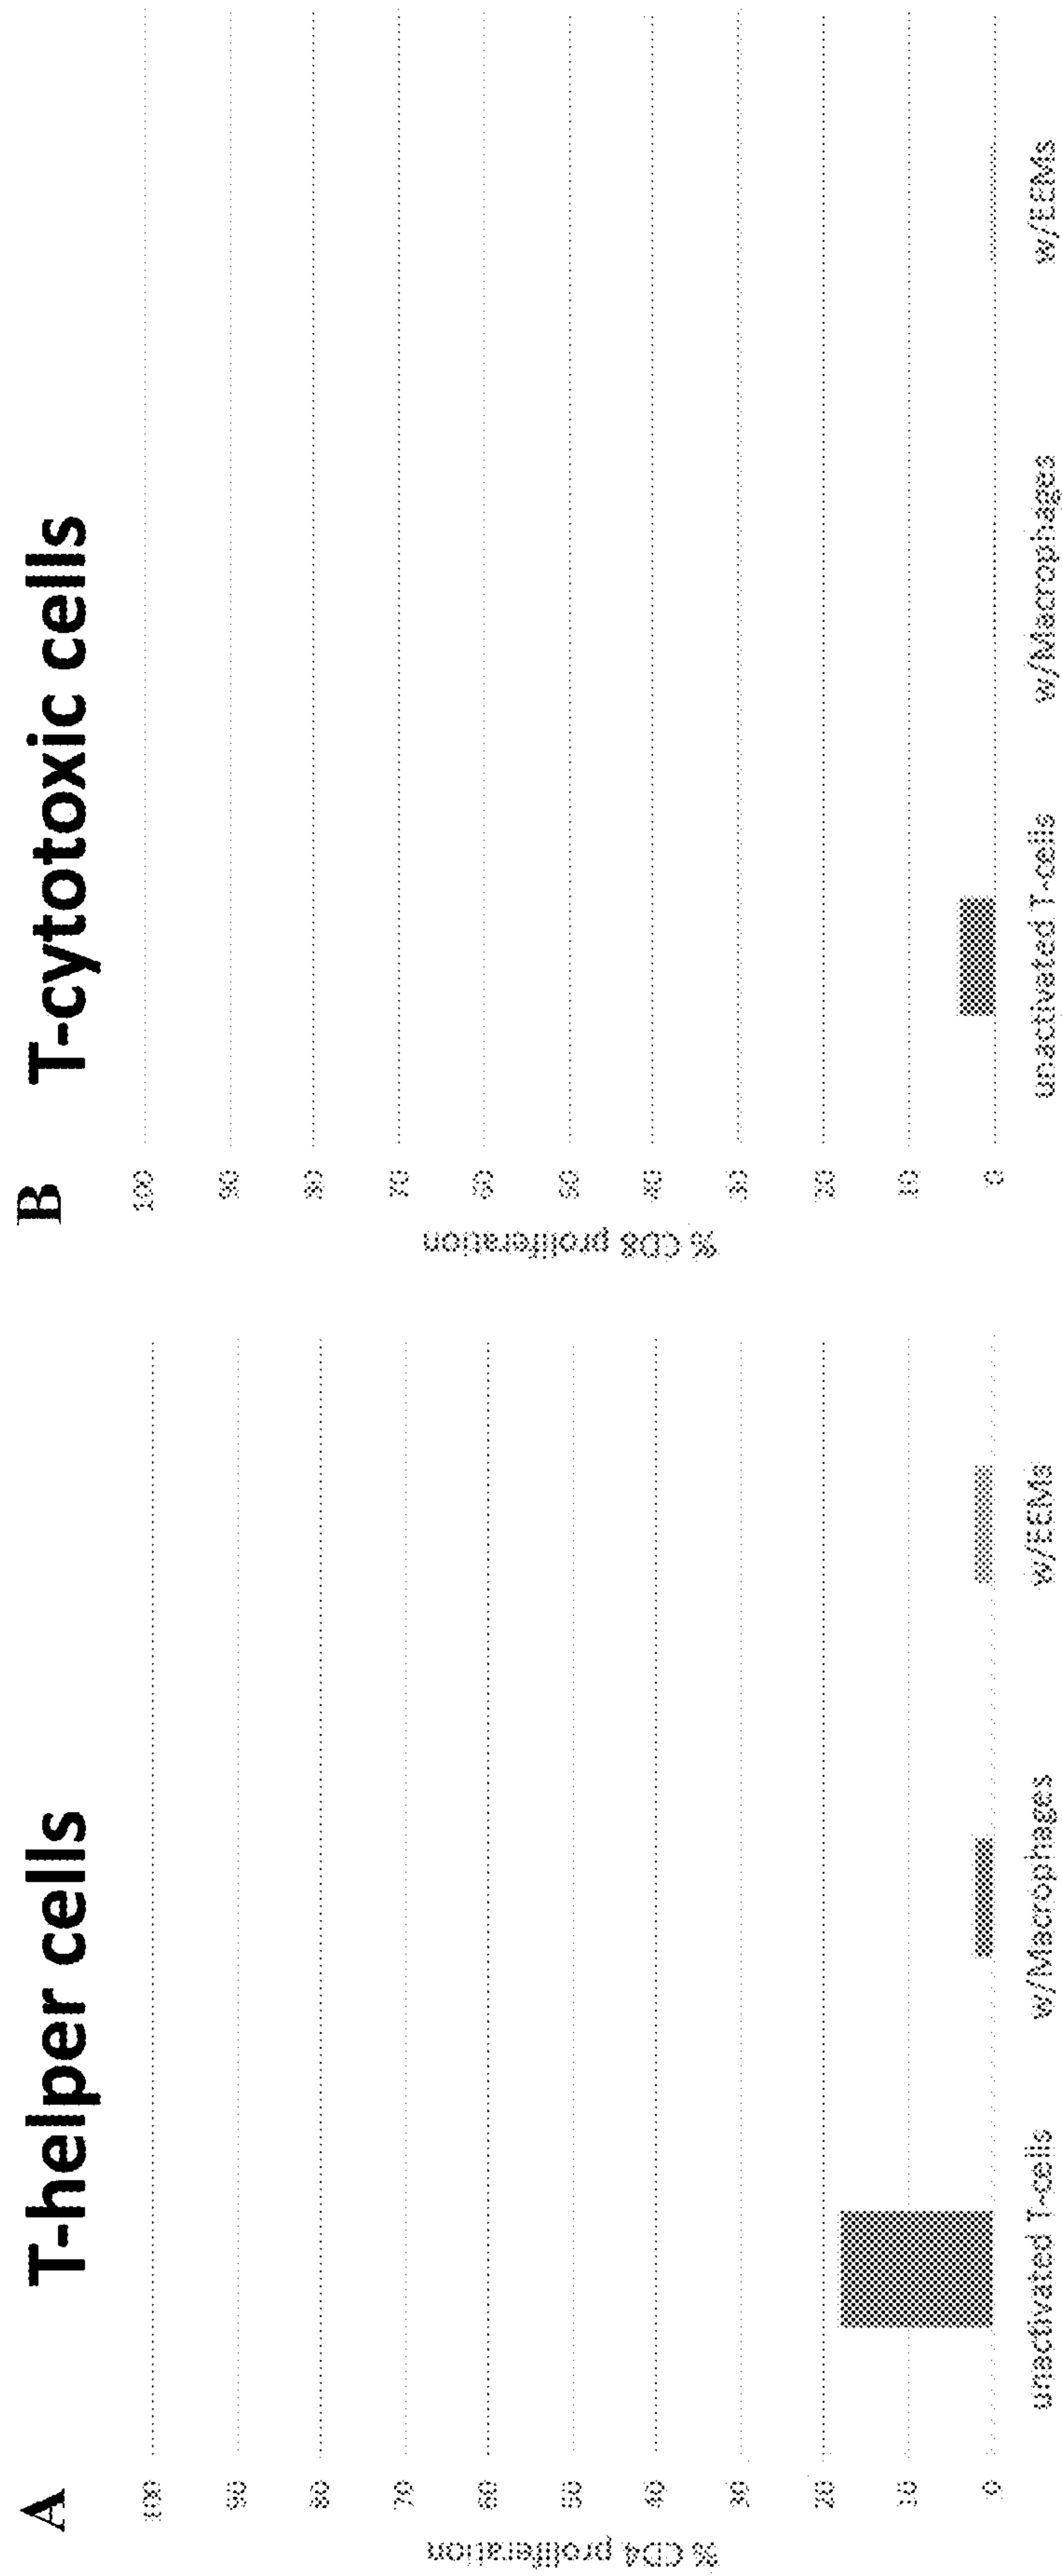 A
T-helper cells
% CD4 proliferation
100
90
80
70
60
50
40
30
20
10
0
unactivated T-cells
w/Macrophages
w/EEMs
B
T-cytotoxic cells
% CD8 proliferation
100
90
80
70
60
50
40
30
20
10
0
unactivated T-cells
w/Macrophages
w/EEMs